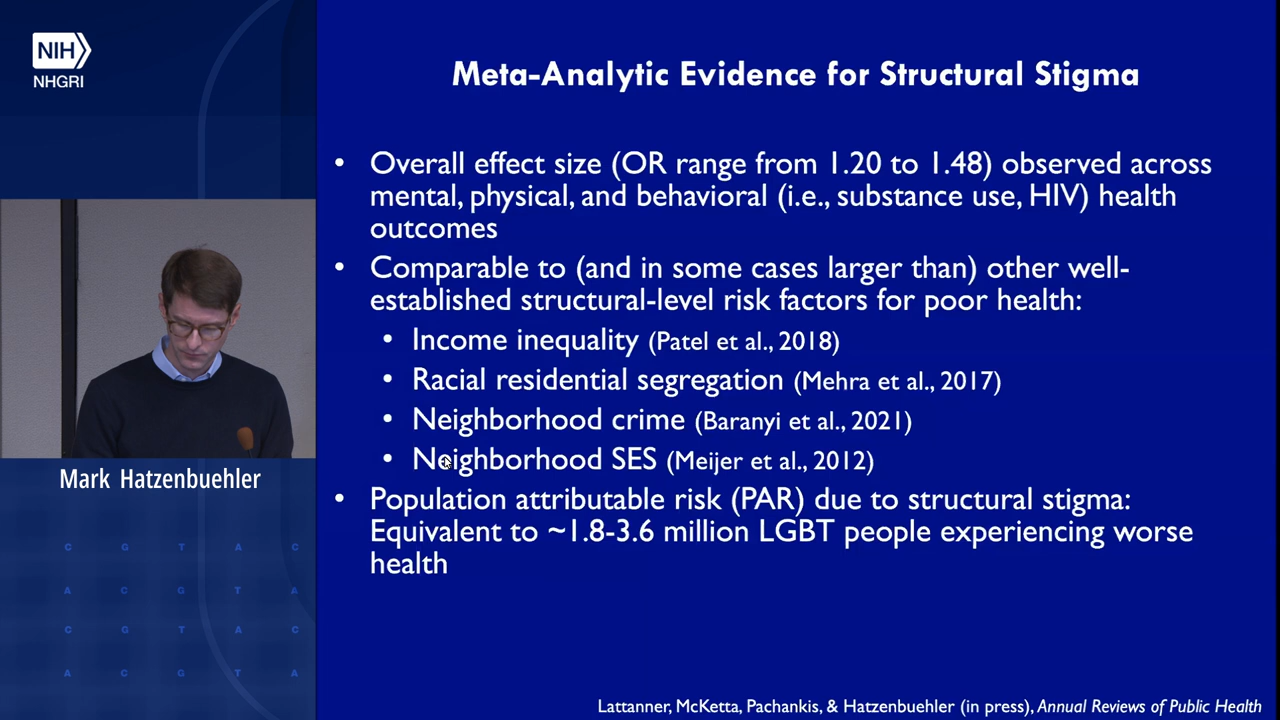 NIH
NHGRI
Meta-Analytic Evidence for Structural Stigma
• Overall effect size (OR range from 1.20 to 1.48) observed across
mental, physical, and behavioral (i.e., substance use, HIV) health
outcomes
• Comparable to (and in some cases larger than) other well-
established structural-level risk factors for poor health:
• Income inequality (Patel et al., 2018)
• Racial residential segregation (Mehra et al., 2017)
• Neighborhood crime (Baranyi et al., 2021)
• Neighborhood SES (Meijer et al., 2012)
• Population attributable risk (PAR) due to structural stigma:
Equivalent to ~1.8-3.6 million LGBT people experiencing worse
health
Mark Hatzenbuehler
C G T A C
A C G T A
C C G T C
A C G T A
Lattanner, McKetta, Pachankis, & Hatzenbuehler (in press), Annual Reviews of Public Health